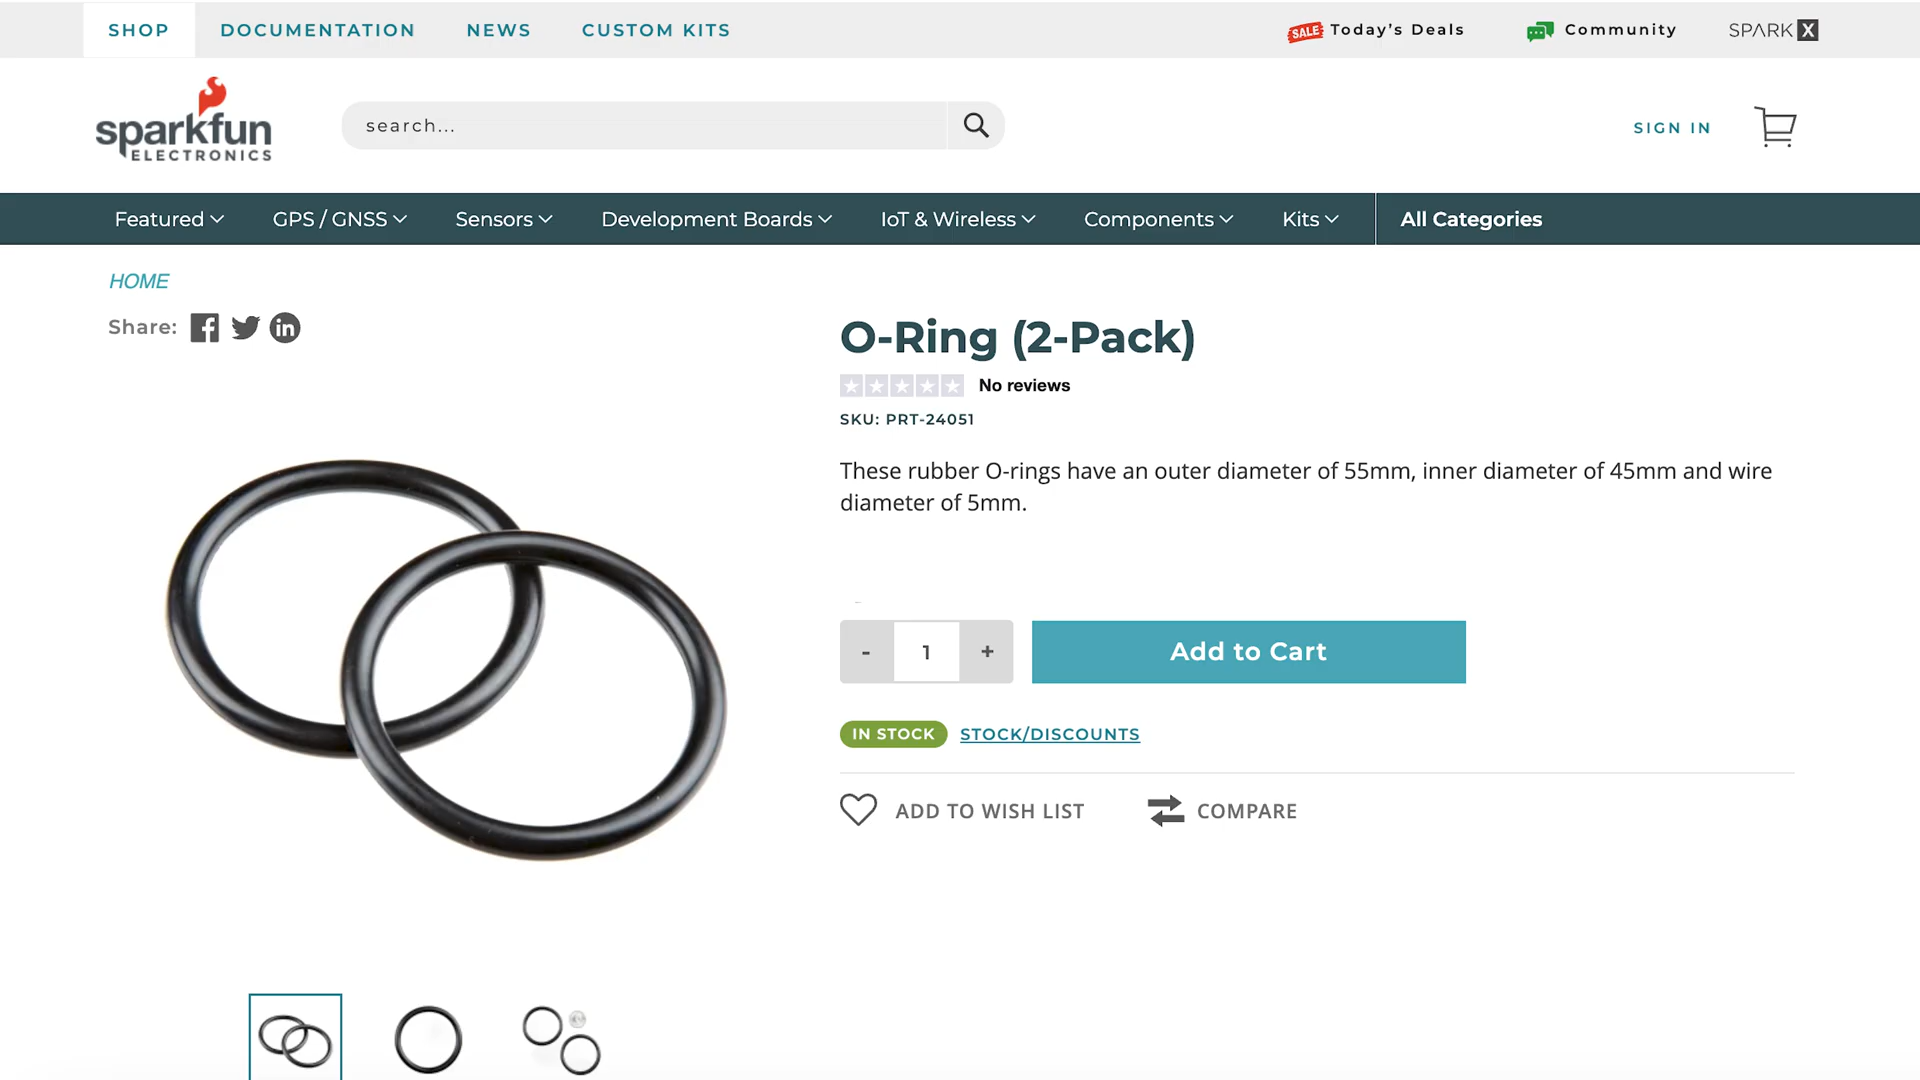 SHOP
DOCUMENTATION
NEWS
CUSTOM KITS
SALE
Today's Deals
Community
SPARK X
sparkfun
ELECTRONICS
search...
SIGN IN
Featured
GPS / GNSS
Sensors
Development Boards
IoT & Wireless
Components
Kits
All Categories
HOME
Share:
O-Ring (2-Pack)
No reviews
SKU: PRT-24051
These rubber O-rings have an outer diameter of 55mm, inner diameter of 45mm and wire
diameter of 5mm.
- 1 +
Add to Cart
IN STOCK
STOCK/DISCOUNTS
ADD TO WISH LIST
COMPARE